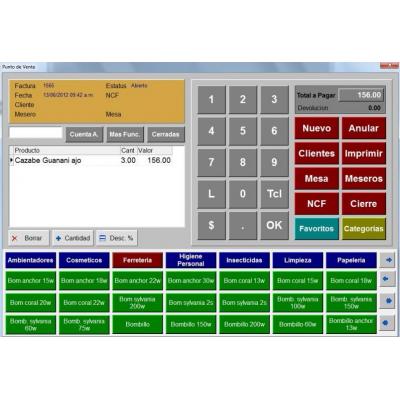 Punto de Venta
Factura 1566 Estatus Abierto
Fecha 13/06/2012 09:42 a.m. NCF
Cliente
Mesero Mesa
Cuenta A. Mas Func. Cerradas
Producto Cant Valor
Cazabe Guanani ajo 3.00 156.00
Borrar + Cantidad Desc. %
1 2 3
4 5 6
7 8 9
L 0 Tcl
$ . OK
Total a Pagar 156.00
Devolucion 0.00
Nuevo Anular
Clientes Imprimir
Mesa Meseros
NCF Cierre
Favoritos Categorias
Ambientadores Cosmeticos Ferreteria Higiene Personal Insecticidas Limpieza Papeleria
Bom anchor 15w Bom anchor 18w Bom anchor 22w Bom anchor 30w Bom coral 13w Bom coral 15w Bom coral 18w
Bom coral 20w Bom coral 22w Bom sylvania 200w Bom sylvania 2s Bom sylvania 2s Bomb sylvania 100w Bom sylvania 150w
Bomb. sylvania 60w Bomb. sylvania 75w Bombillo Bombillo 150w Bombillo 200w Bombillo 60w Bombillo anchor 13w